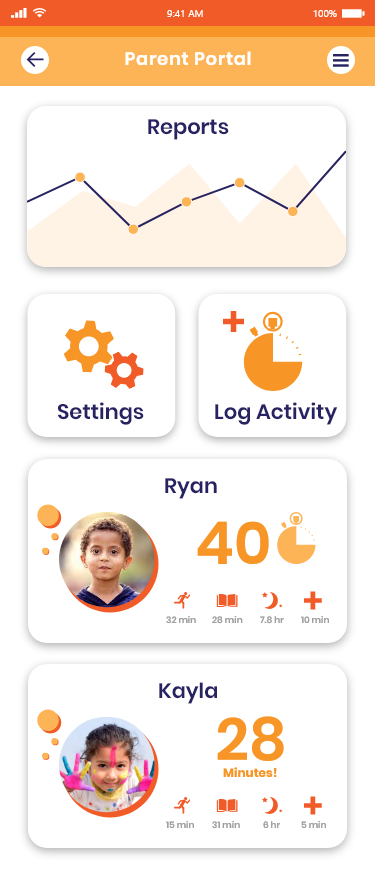 9:41 AM
100%
Parent Portal
Reports
Settings
Log Activity
Ryan
40
32 min 28 min 7.8 hr 10 min
Kayla
28
Minutes!
15 min 31 min 6 hr 5 min